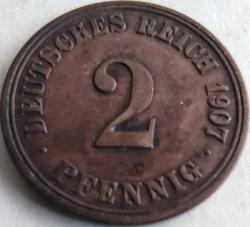 DEUTSCHES REICH 1907
2
PFENNIG